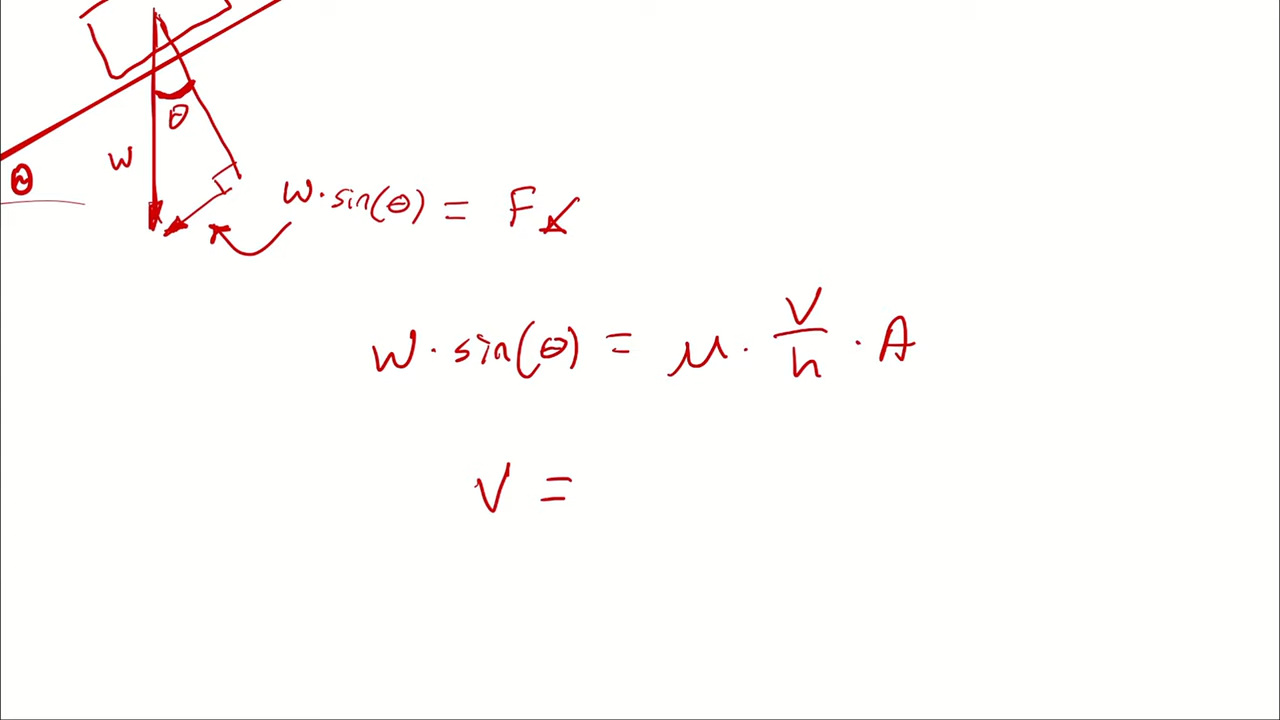 θ
W
θ
W·sin(θ) = F↙
W·sin(θ) = μ · V/h · A
V =